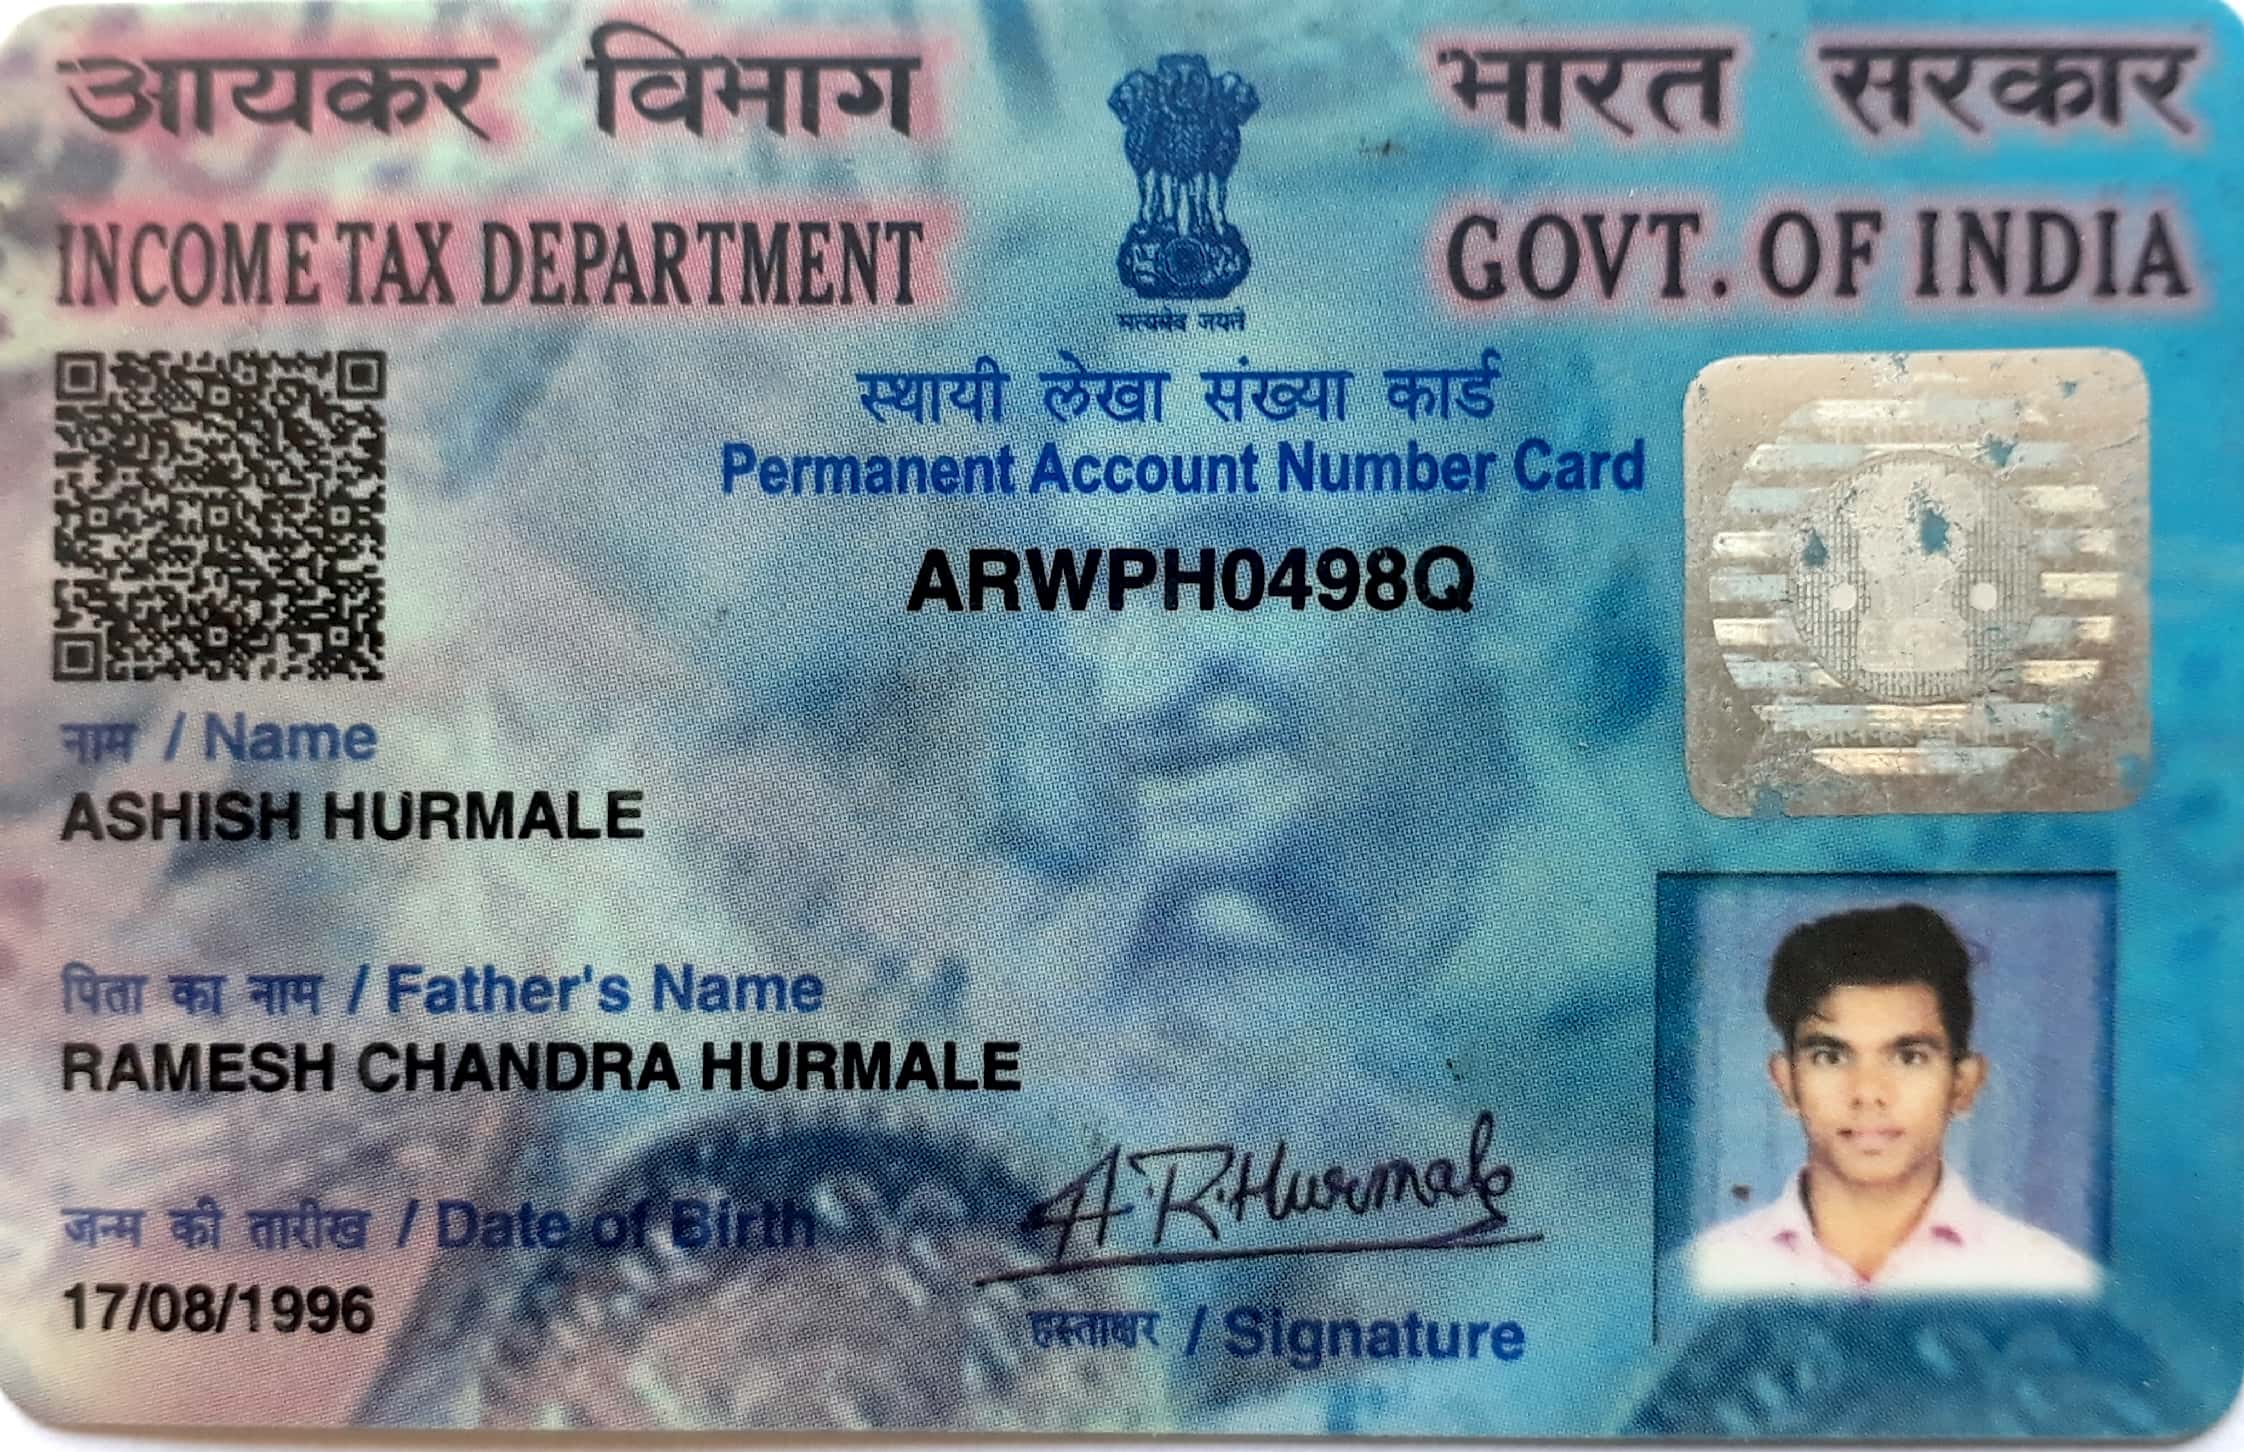 आयकर विभाग
भारत सरकार
INCOME TAX DEPARTMENT
GOVT. OF INDIA
सत्यमेव जयते
स्थायी लेखा संख्या कार्ड
Permanent Account Number Card
ARWPH0498Q
नाम / Name
ASHISH HURMALE
पिता का नाम / Father's Name
RAMESH CHANDRA HURMALE
जन्म की तारीख / Date of Birth
17/08/1996
A.R.Hurmale
हस्ताक्षर / Signature